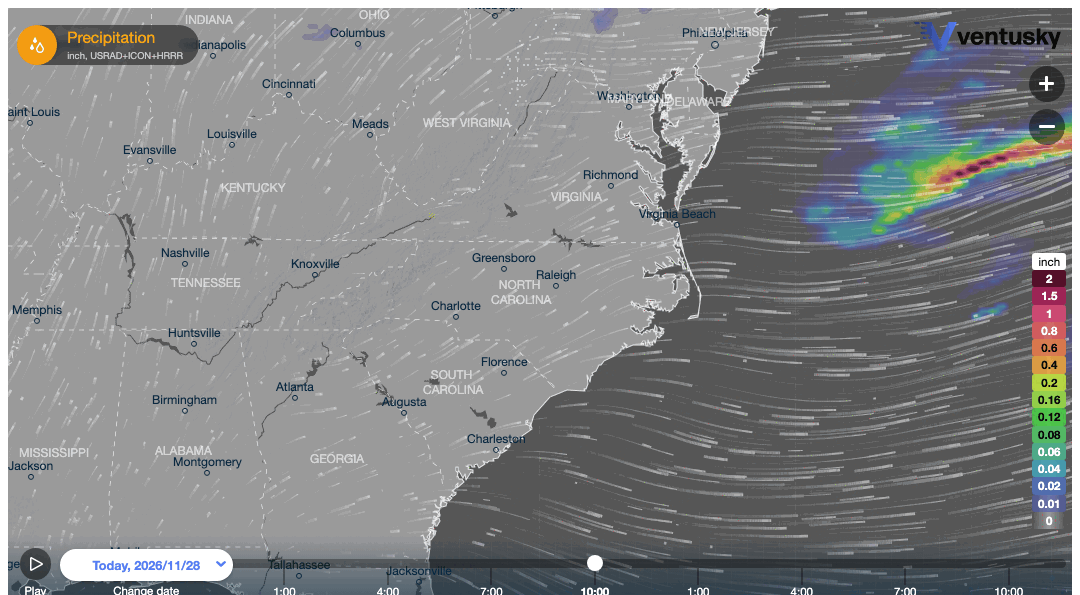 Precipitation
inch, USRAD+ICON+HRRR
INDIANA
OHIO
Columbus
Philadelphia
NEW JERSEY
ventusky
+
−
Cincinnati
Washington
DELAWARE
aint Louis
Louisville
Meads
WEST VIRGINIA
Evansville
KENTUCKY
Richmond
VIRGINIA
Virginia Beach
Nashville
TENNESSEE
Knoxville
Greensboro
Raleigh
NORTH
CAROLINA
Memphis
Charlotte
Huntsville
Florence
SOUTH
CAROLINA
Atlanta
Birmingham
Augusta
Charleston
MISSISSIPPI
Jackson
ALABAMA
Montgomery
GEORGIA
inch
2
1.5
1
0.8
0.6
0.4
0.2
0.16
0.12
0.08
0.06
0.04
0.02
0.01
0
Today, 2026/11/28
Tallahassee
Jacksonville
Play
Change date
1:00
4:00
7:00
10:00
1:00
4:00
7:00
10:00